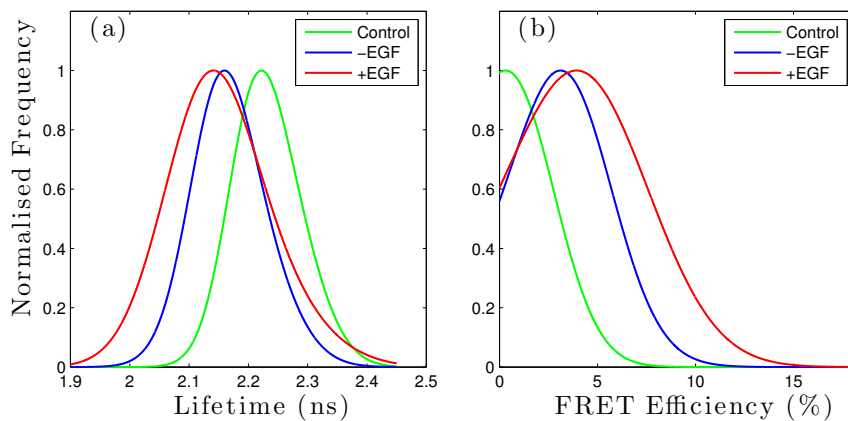 (a)
Control
−EGF
+EGF
Normalised Frequency
1
0.8
0.6
0.4
0.2
0
1.9 2 2.1 2.2 2.3 2.4 2.5
Lifetime (ns)
(b)
Control
−EGF
+EGF
1
0.8
0.6
0.4
0.2
0
0 5 10 15
FRET Efficiency (%)